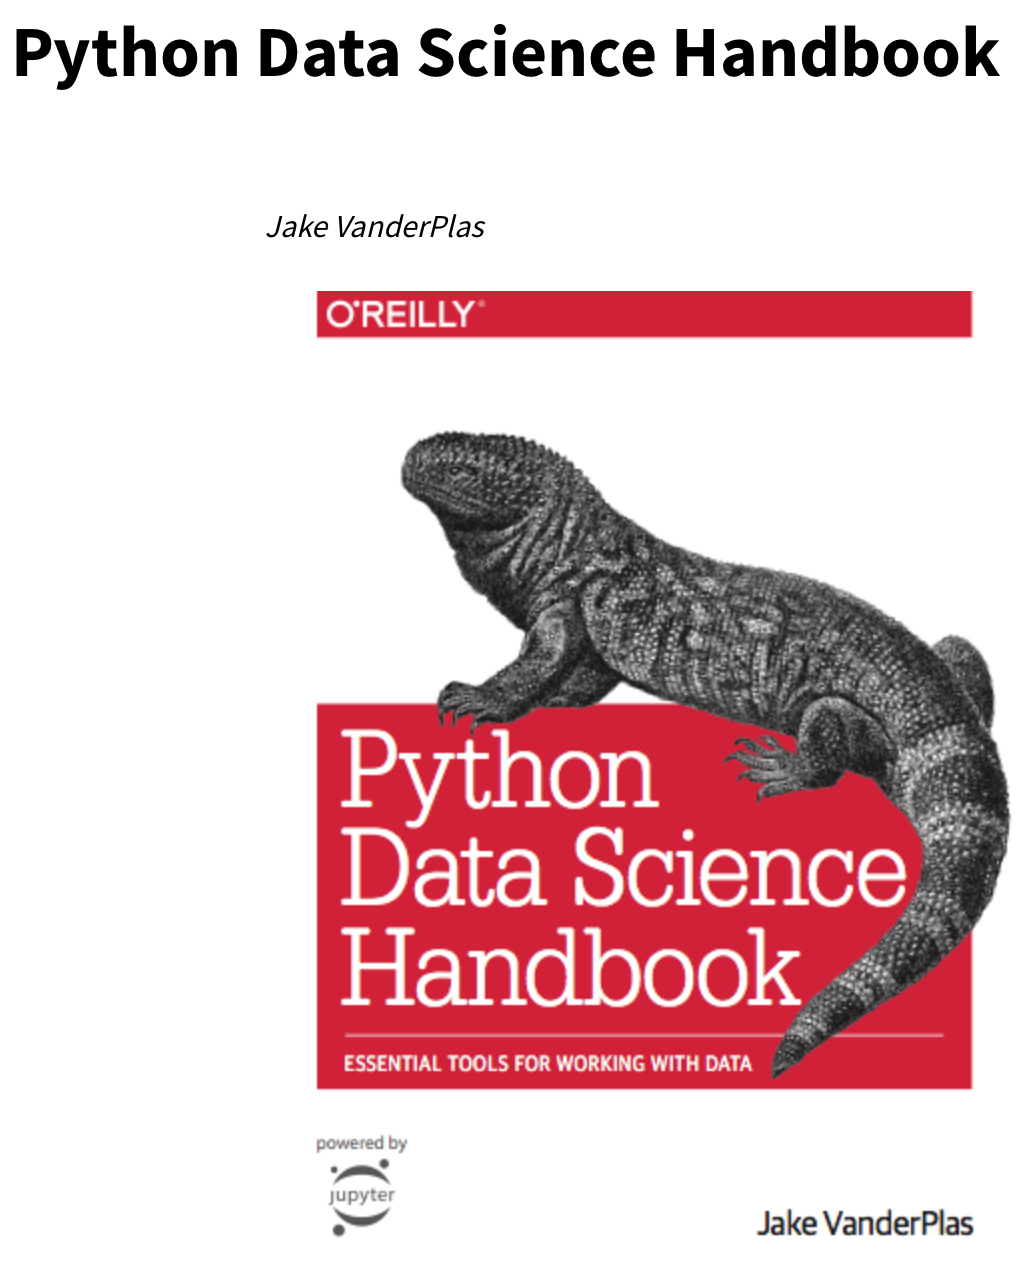 Python Data Science Handbook
Jake VanderPlas
O'REILLY®
Python
Data Science
Handbook
ESSENTIAL TOOLS FOR WORKING WITH DATA
powered by
jupyter
Jake VanderPlas